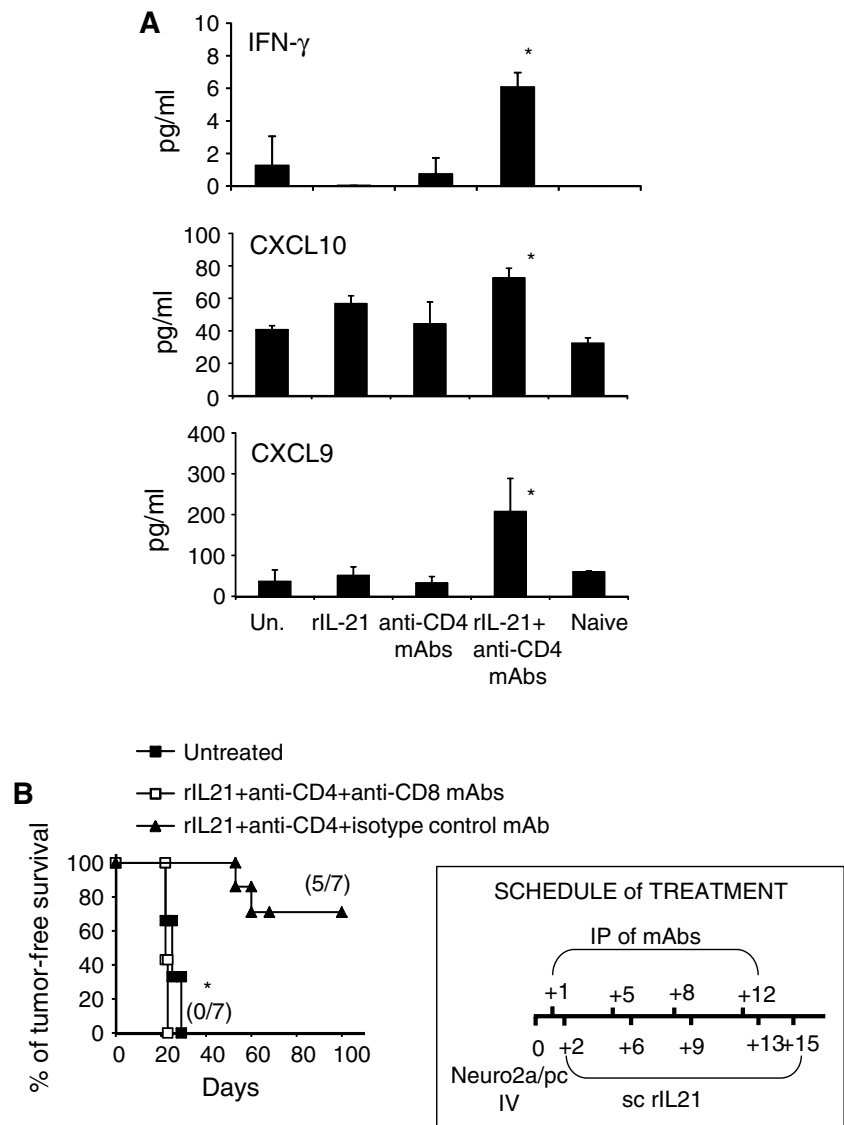 A
IFN-γ
pg/ml
10
8
6
4
2
0
*
CXCL10
pg/ml
100
80
60
40
20
0
*
CXCL9
pg/ml
400
300
200
100
0
*
Un. rIL-21 anti-CD4 mAbs rIL-21+ anti-CD4 mAbs Naive
B
Untreated
rIL21+anti-CD4+anti-CD8 mAbs
rIL21+anti-CD4+isotype control mAb
% of tumor-free survival
100
80
60
40
20
0
(5/7)
*
(0/7)
0 20 40 60 80 100
Days
SCHEDULE of TREATMENT
IP of mAbs
+1 +5 +8 +12
0 +2 +6 +9 +13 +15
Neuro2a/pc
IV
sc rIL21